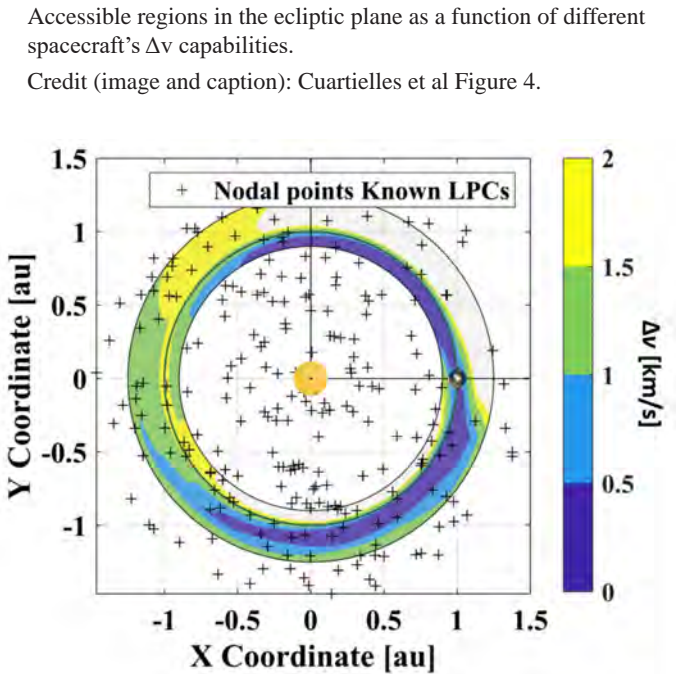 Accessible regions in the ecliptic plane as a function of different
spacecraft’s Δv capabilities.
Credit (image and caption): Cuartielles et al Figure 4.
+ Nodal points Known LPCs
1.5
1
0.5
0
-0.5
-1
Y Coordinate [au]
-1
-0.5
0
0.5
1
1.5
X Coordinate [au]
2
1.5
1
0.5
0
Δv [km/s]